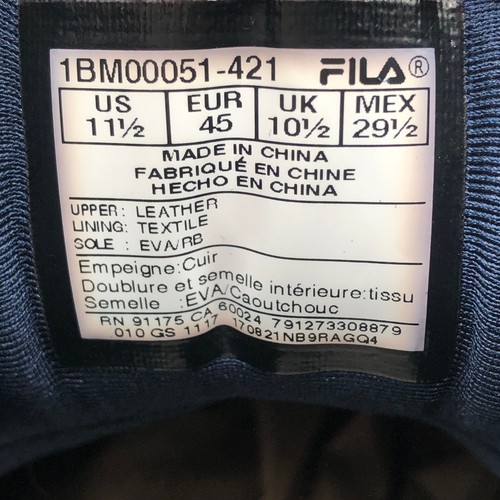 1BM00051-421 FILA®
US EUR UK MEX
11½ 45 10½ 29½
MADE IN CHINA
FABRIQUÉ EN CHINE
HECHO EN CHINA
UPPER: LEATHER
LINING: TEXTILE
SOLE : EVA/RB
Empeigne:Cuir
Doublure et semelle intérieure:tissu
Semelle :EVA/Caoutchouc
RN 91175 CA 60024 791273308879
010 GS 1117 170821NB9RAGQ4